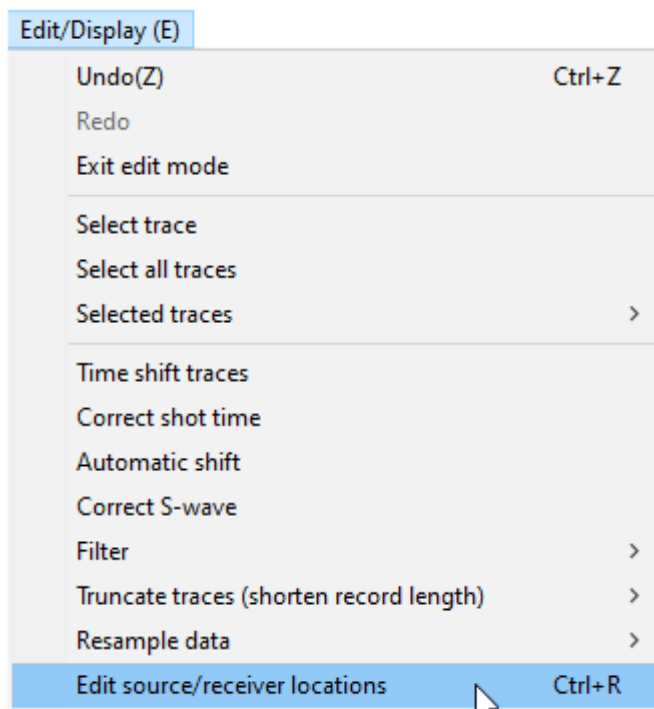 Edit/Display (E)
Undo(Z) Ctrl+Z
Redo
Exit edit mode
Select trace
Select all traces
Selected traces
Time shift traces
Correct shot time
Automatic shift
Correct S-wave
Filter
Truncate traces (shorten record length)
Resample data
Edit source/receiver locations Ctrl+R